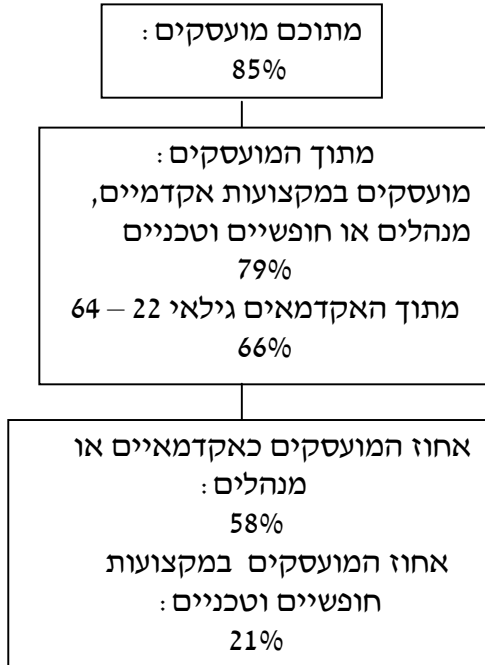 מתוכם מועסקים:
85%
מתוך המועסקים:
מועסקים במקצועות אקדמיים,
מנהלים או חופשיים וטכניים
79%
מתוך האקדמאים גילאי 22 – 64
66%
אחוז המועסקים כאקדמאיים או
מנהלים:
58%
אחוז המועסקים במקצועות
חופשיים וטכניים:
21%